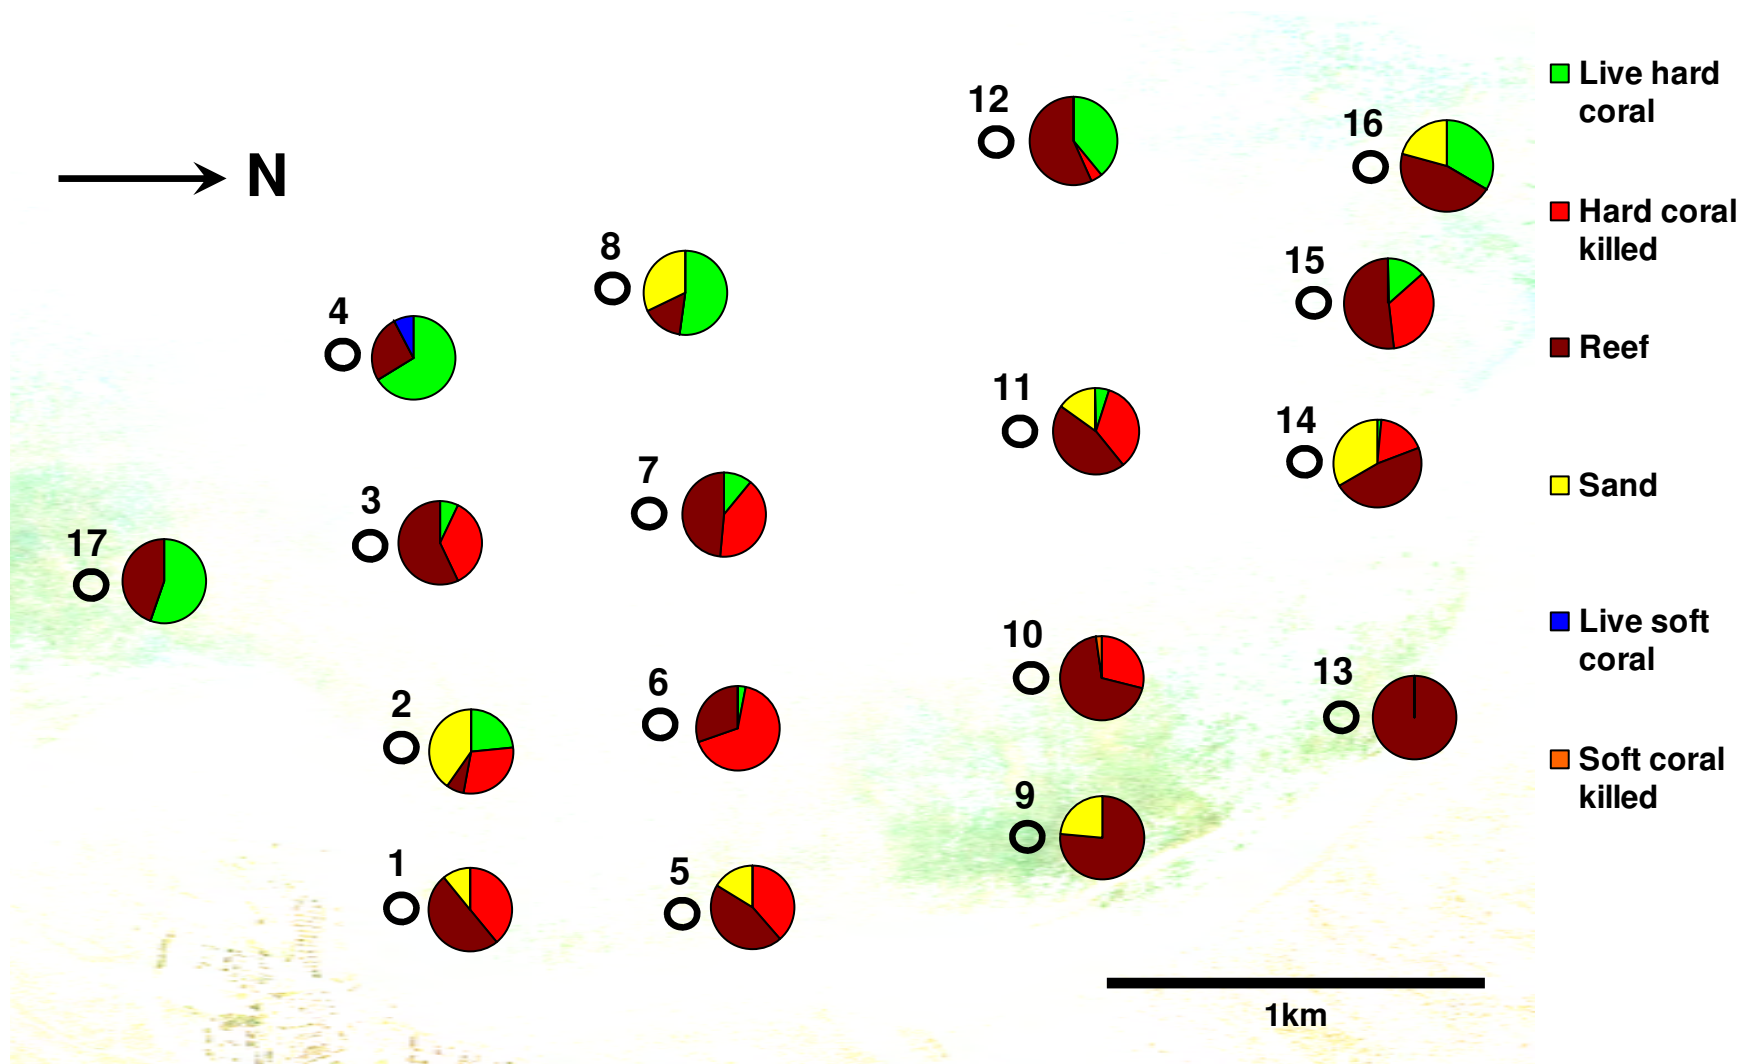 12
16
N
8
15
4
11
14
7
3
17
10
6
13
2
9
1
5
1km
Live hard
coral
Hard coral
killed
Reef
Sand
Live soft
coral
Soft coral
killed